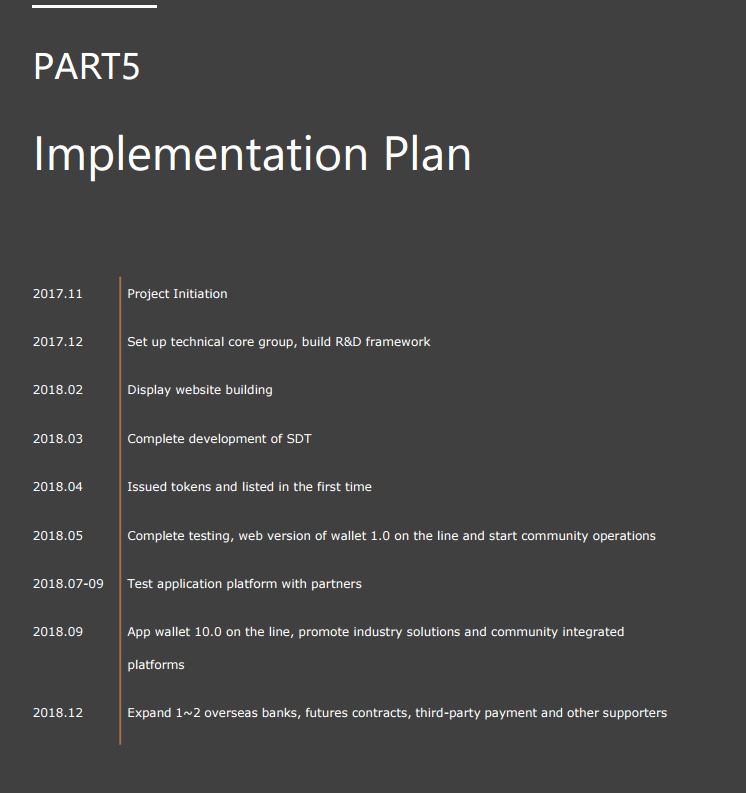 PART5
Implementation Plan
2017.11 Project Initiation
2017.12 Set up technical core group, build R&D framework
2018.02 Display website building
2018.03 Complete development of SDT
2018.04 Issued tokens and listed in the first time
2018.05 Complete testing, web version of wallet 1.0 on the line and start community operations
2018.07-09 Test application platform with partners
2018.09 App wallet 10.0 on the line, promote industry solutions and community integrated
platforms
2018.12 Expand 1~2 overseas banks, futures contracts, third-party payment and other supporters